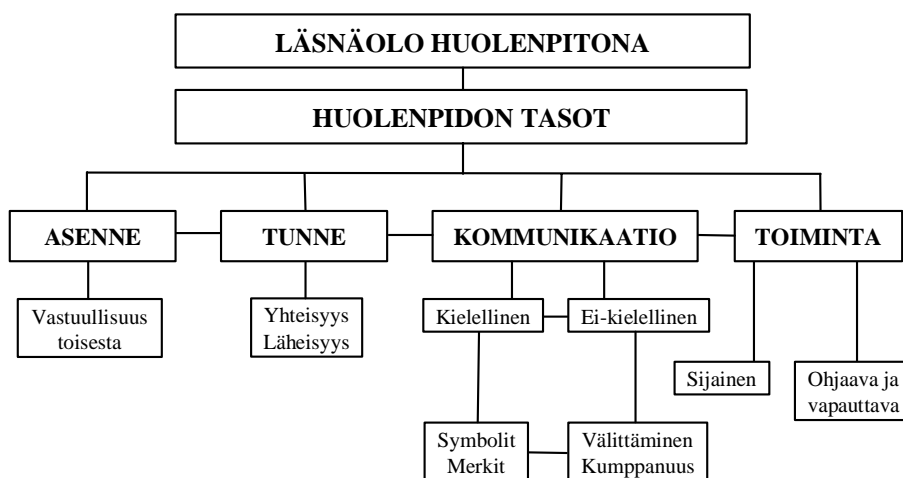 LÄSNÄOLO HUOLENPITONA
HUOLENPIDON TASOT
ASENNE
TUNNE
KOMMUNIKAATIO
TOIMINTA
Vastuullisuus
toisesta
Yhteisyys
Läheisyys
Kielellinen
Ei-kielellinen
Sijainen
Ohjaava ja
vapauttava
Symbolit
Merkit
Välittäminen
Kumppanuus